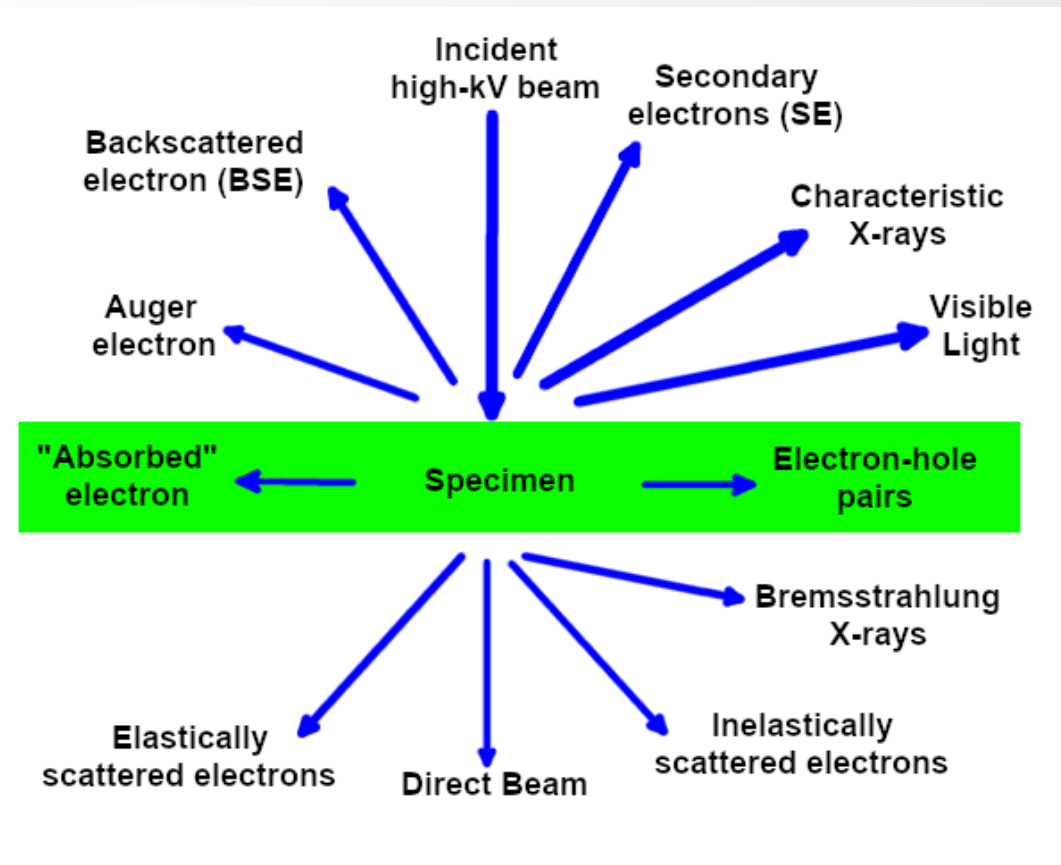 Incident
high-kV beam
Secondary
electrons (SE)
Backscattered
electron (BSE)
Characteristic
X-rays
Auger
electron
Visible
Light
"Absorbed"
electron
Specimen
Electron-hole
pairs
Bremsstrahlung
X-rays
Elastically
scattered electrons
Direct Beam
Inelastically
scattered electrons